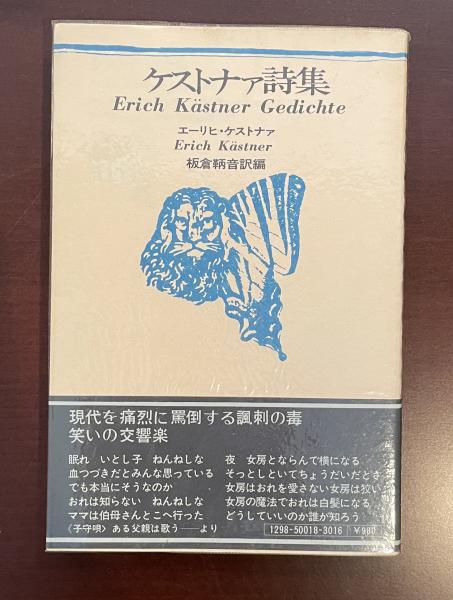 ケストナァ詩集
Erich Kästner Gedichte
エーリヒ・ケストナァ
Erich Kästner
板倉鞆音訳編
現代を痛烈に罵倒する諷刺の毒
笑いの交響楽
眠れ　いとし子　ねんねしな
血つづきだとみんな思っている
でも本当にそうなのか
おれは知らない　ねんねしな
ママは伯母さんとこへ行った
夜　女房とならんで横になる
そっとしといてちょうだいだとさ
女房はおれを愛さない女房は狡い
女房の魔法でおれは白髪になる
どうしていいのか誰が知ろう
〈子守唄〉ある父親は歌う——より
1298-50018-3016　¥980